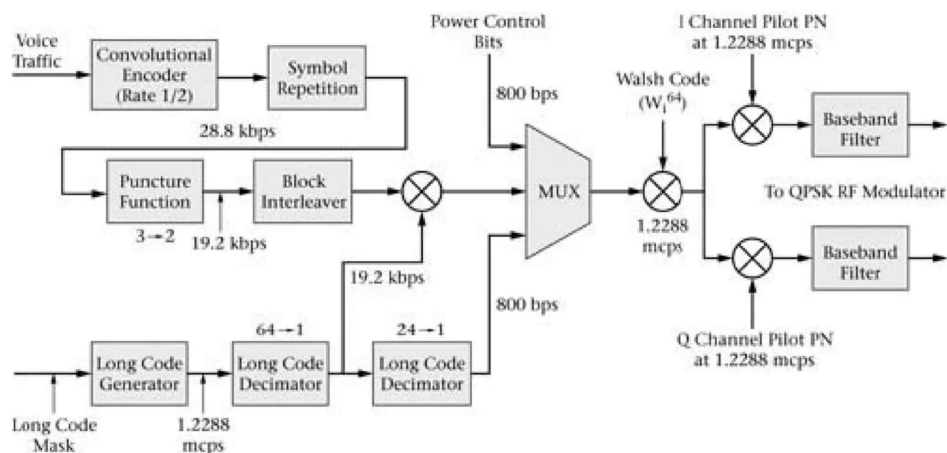 Voice
Traffic
Convolutional
Encoder
(Rate 1/2)
Symbol
Repetition
28.8 kbps
Power Control
Bits
800 bps
I Channel Pilot PN
at 1.2288 mcps
Walsh Code
(Wᵢ⁶⁴)
Baseband
Filter
Puncture
Function
3→2
19.2 kbps
Block
Interleaver
MUX
1.2288
mcps
To QPSK RF Modulator
19.2 kbps
800 bps
Baseband
Filter
Q Channel Pilot PN
at 1.2288 mcps
64→1
24→1
Long Code
Generator
Long Code
Decimator
Long Code
Decimator
Long Code
Mask
1.2288
mcps